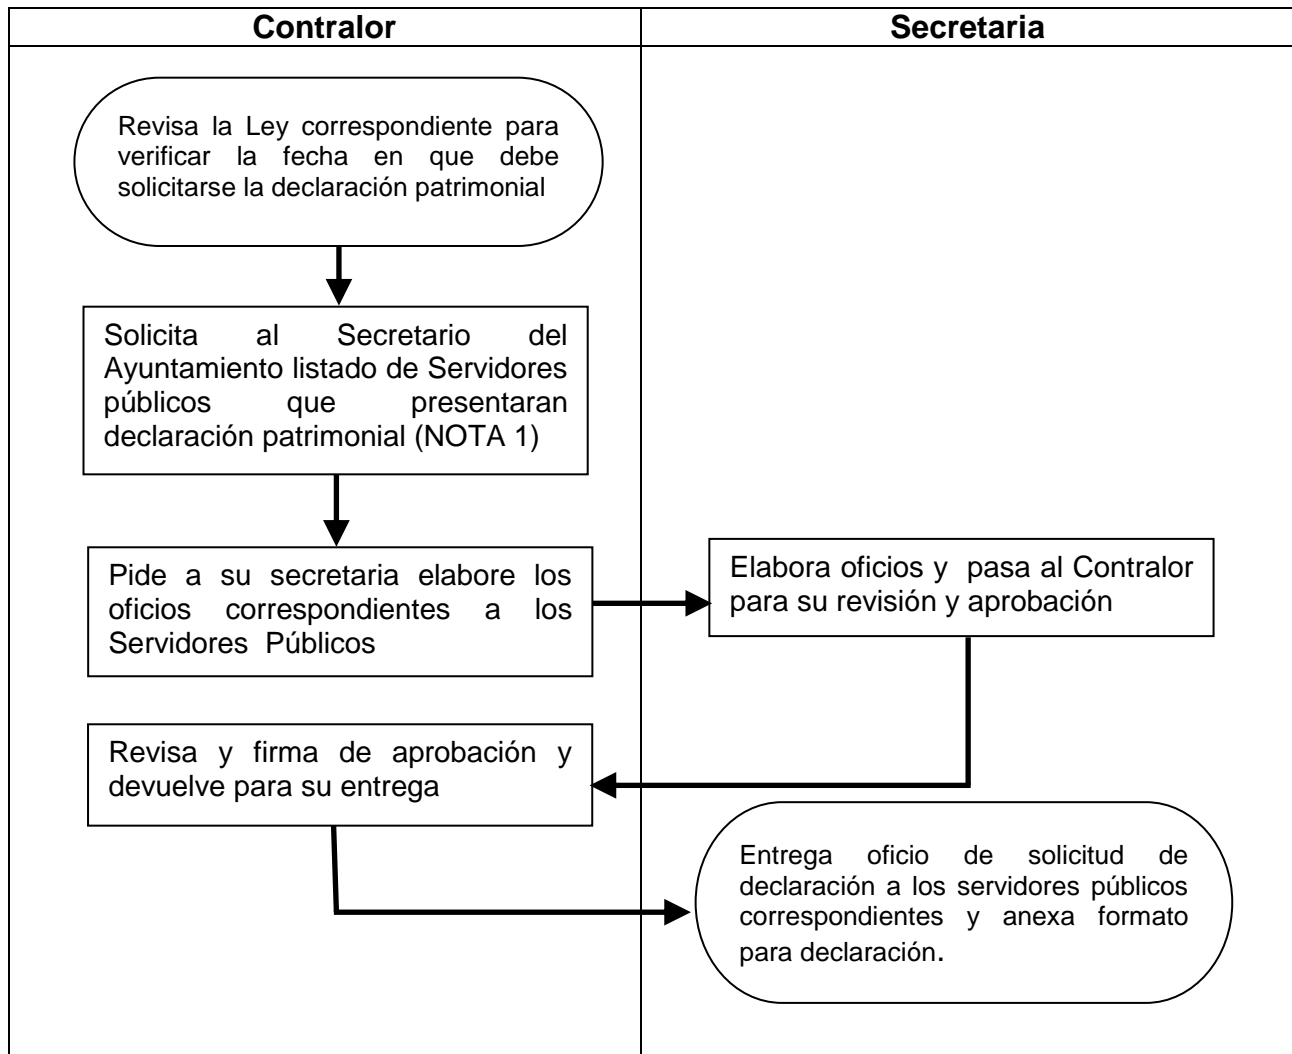 Contralor
Secretaria
Revisa la Ley correspondiente para
verificar la fecha en que debe
solicitarse la declaración patrimonial
Solicita al Secretario del
Ayuntamiento listado de Servidores
públicos que presentaran
declaración patrimonial (NOTA 1)
Pide a su secretaria elabore los
oficios correspondientes a los
Servidores Públicos
Elabora oficios y pasa al Contralor
para su revisión y aprobación
Revisa y firma de aprobación y
devuelve para su entrega
Entrega oficio de solicitud de
declaración a los servidores públicos
correspondientes y anexa formato
para declaración.